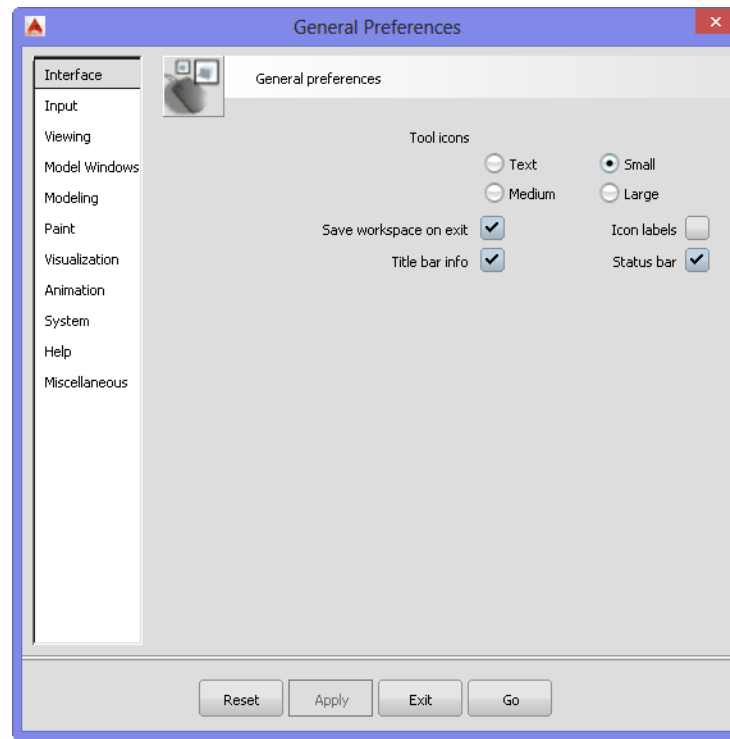 General Preferences
Interface
Input
Viewing
Model Windows
Modeling
Paint
Visualization
Animation
System
Help
Miscellaneous
General preferences
Tool icons
Text Small
Medium Large
Save workspace on exit Icon labels
Title bar info Status bar
Reset Apply Exit Go